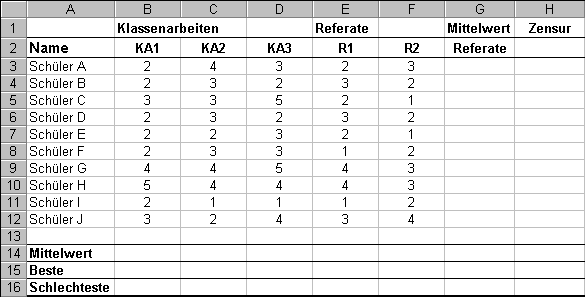 A B C D E F G H
1 Klassenarbeiten Referate Mittelwert Zensur
2 Name KA1 KA2 KA3 R1 R2 Referate
3 Schüler A 2 4 3 2 3
4 Schüler B 2 3 2 3 2
5 Schüler C 3 3 5 2 1
6 Schüler D 2 3 2 3 2
7 Schüler E 2 2 3 2 1
8 Schüler F 2 3 3 1 2
9 Schüler G 4 4 5 4 3
10 Schüler H 5 4 4 4 3
11 Schüler I 2 1 1 1 2
12 Schüler J 3 2 4 3 4
13
14 Mittelwert
15 Beste
16 Schlechteste